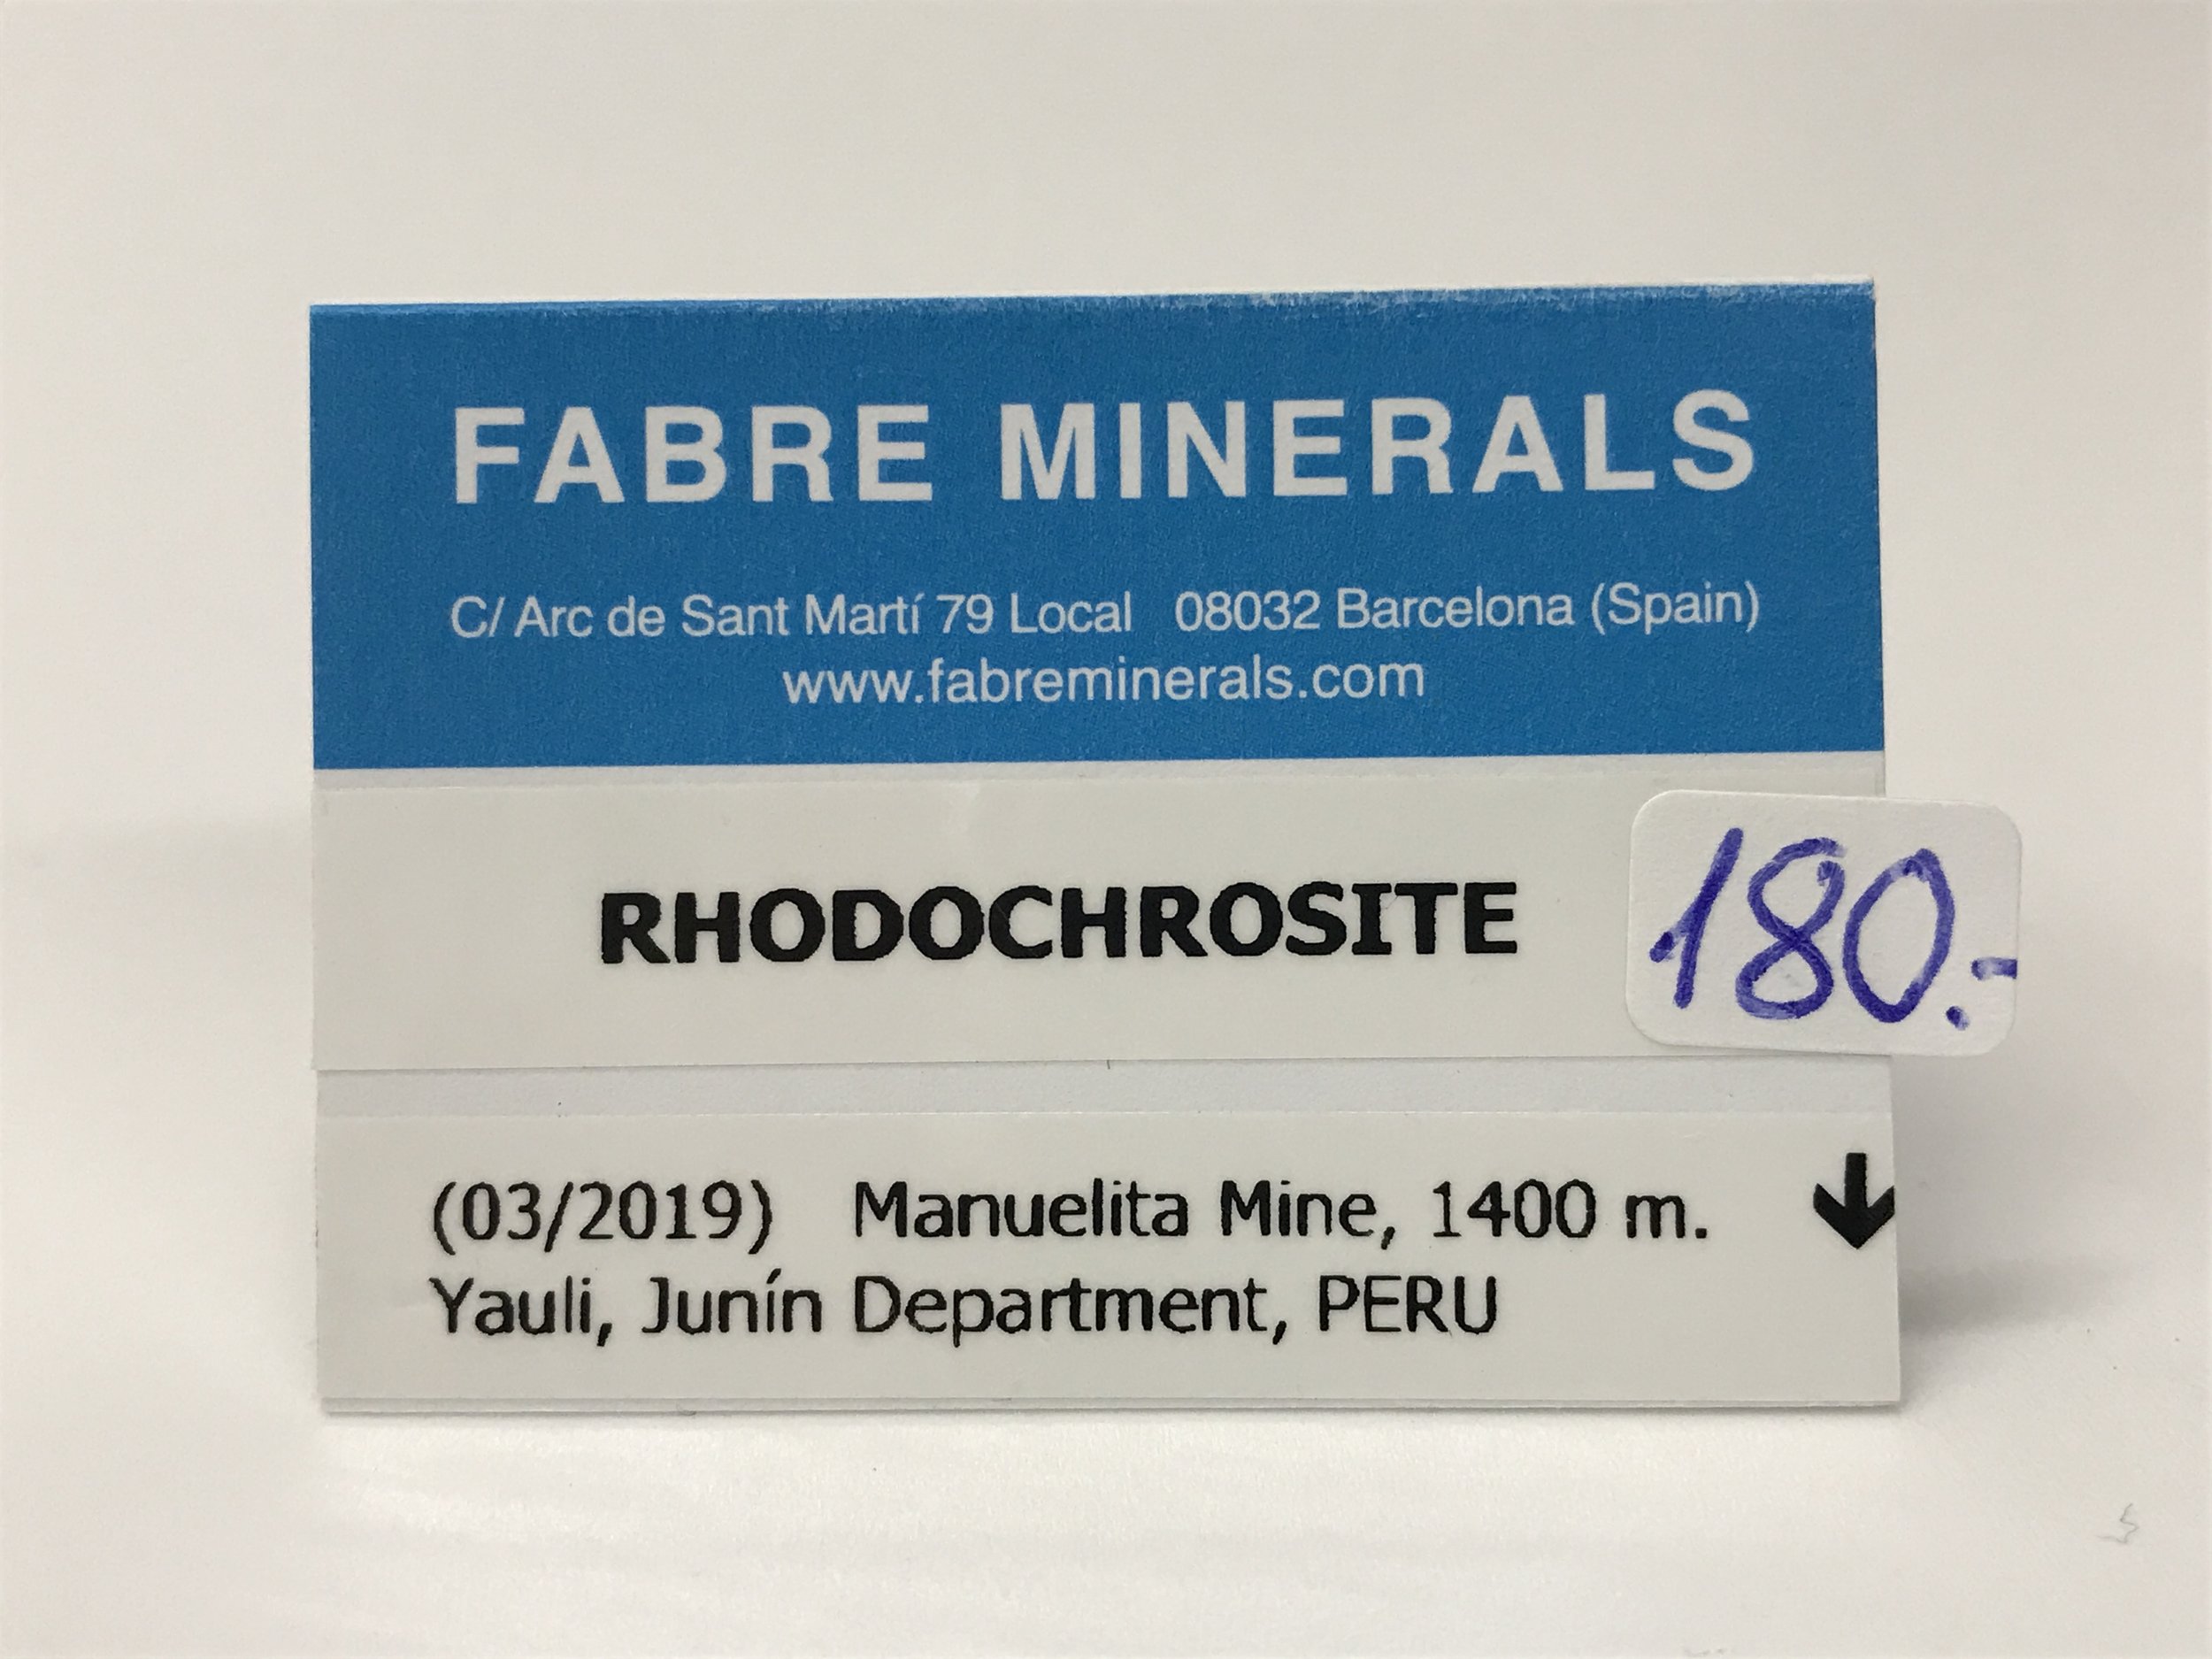 FABRE MINERALS
C/ Arc de Sant Martí 79 Local 08032 Barcelona (Spain)
www.fabreminerals.com
RHODOCHROSITE
180.-
(03/2019) Manuelita Mine, 1400 m. ↓
Yauli, Junín Department, PERU